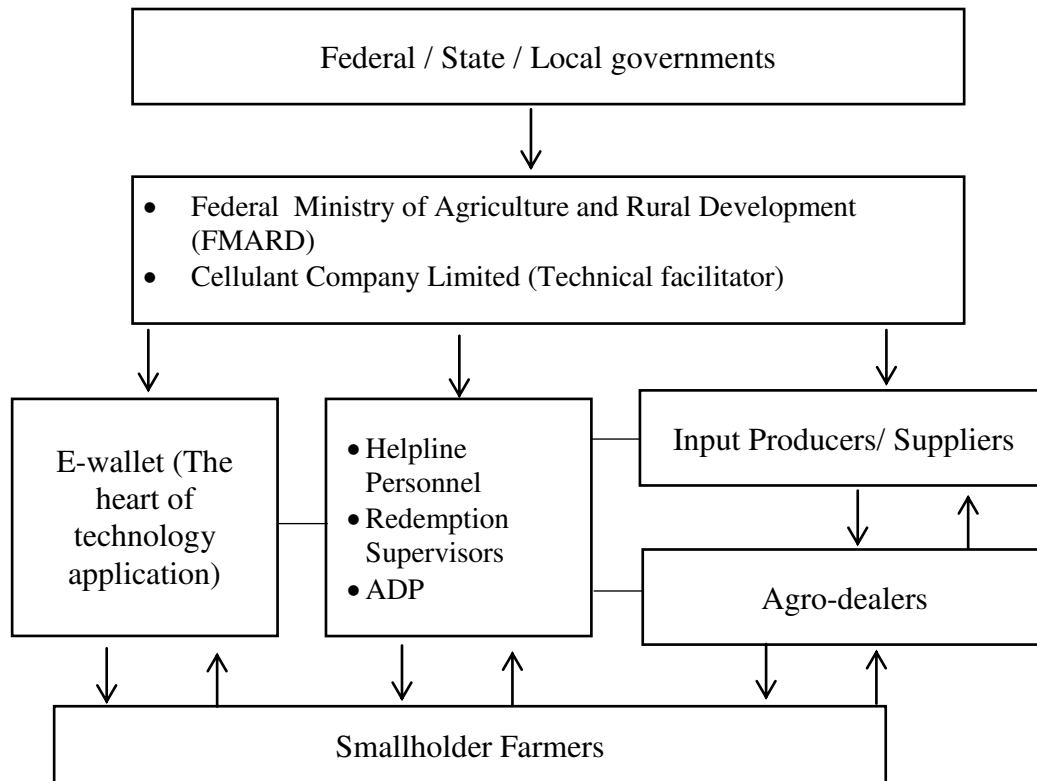 Federal / State / Local governments
• Federal Ministry of Agriculture and Rural Development
(FMARD)
• Cellulant Company Limited (Technical facilitator)
E-wallet (The
heart of
technology
application)
• Helpline
Personnel
• Redemption
Supervisors
• ADP
Input Producers/ Suppliers
Agro-dealers
Smallholder Farmers